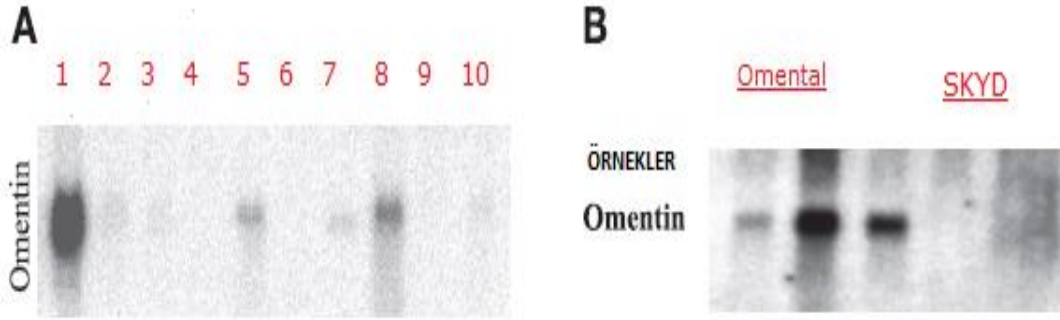 A
1 2 3 4 5 6 7 8 9 10
Omentin
B
Omental SKYD
ÖRNEKLER
Omentin